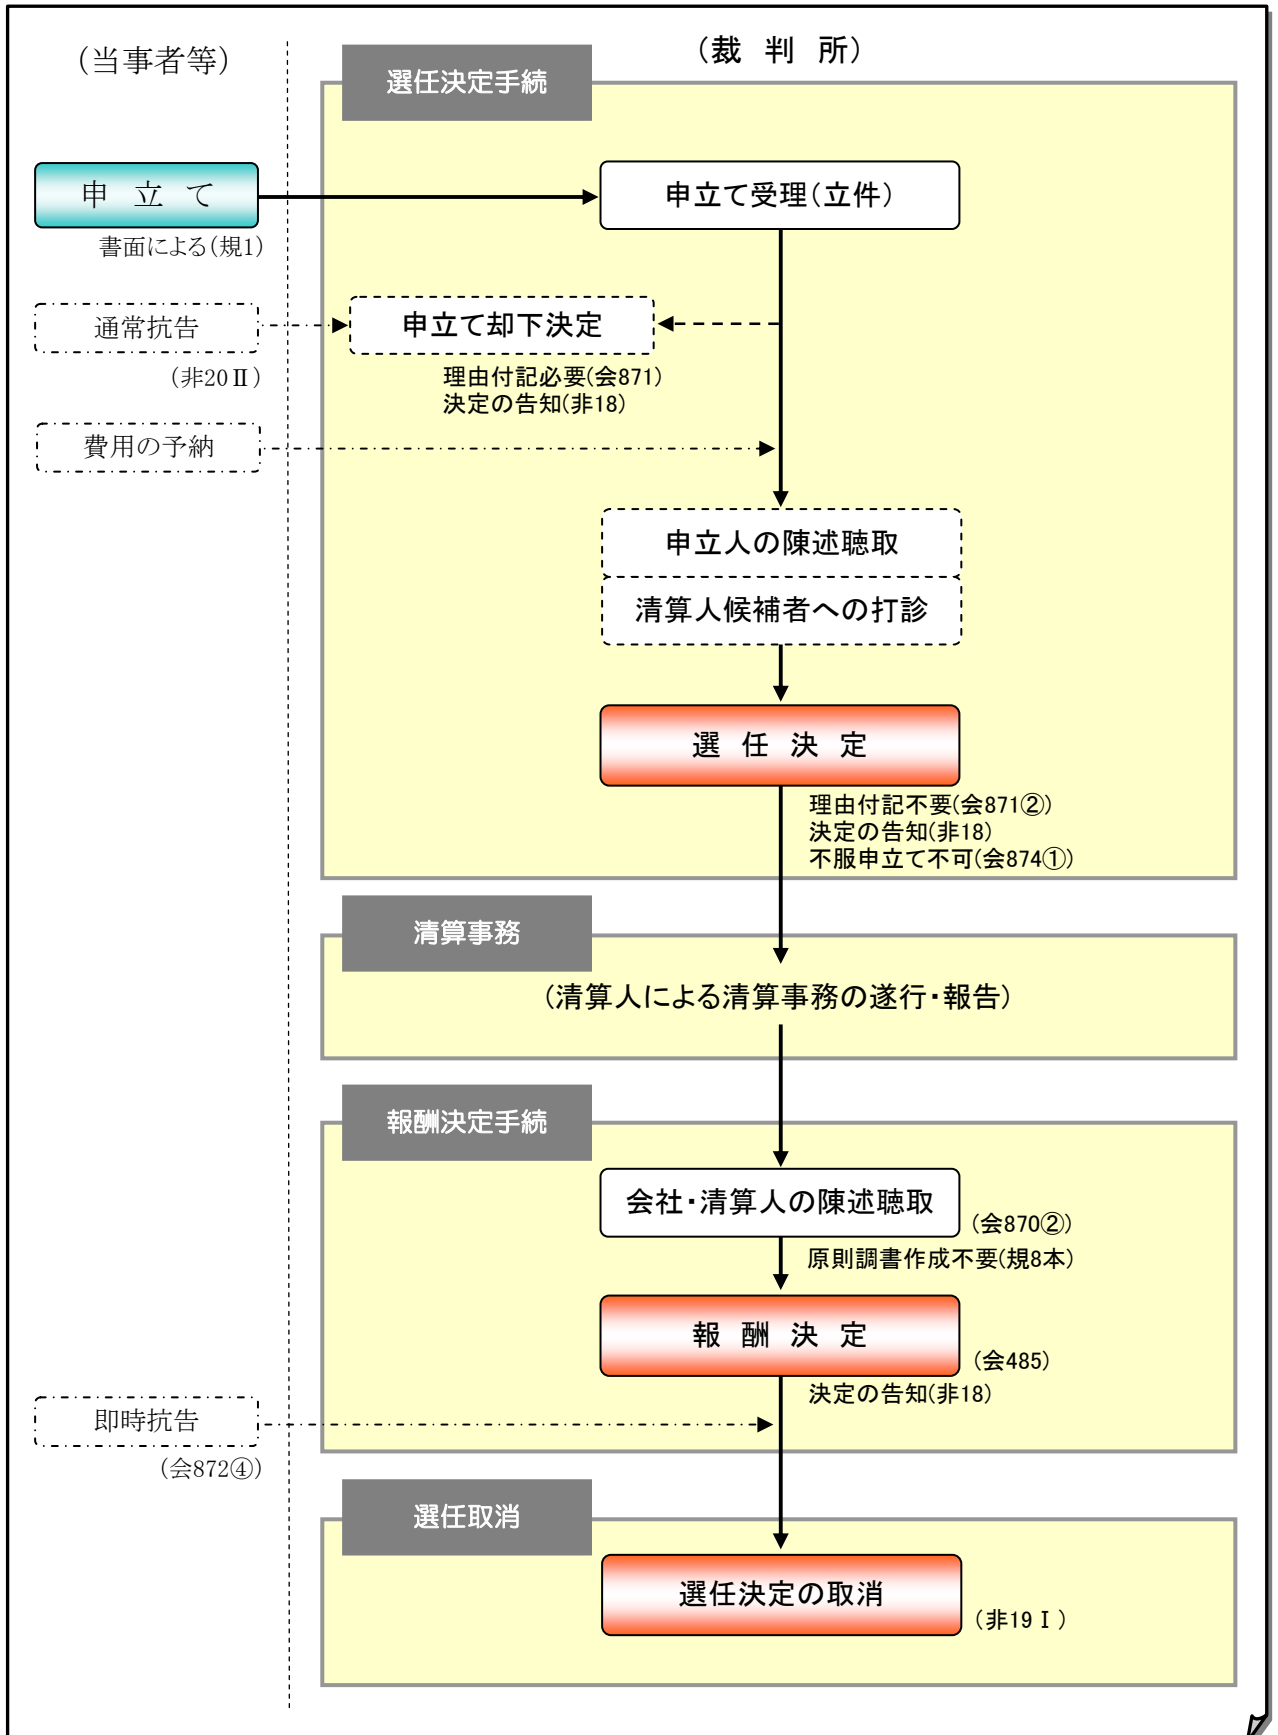 (当事者等)
(裁 判 所)
選任決定手続
申 立 て
申立て受理(立件)
書面による(規1)
通常抗告
申立て却下決定
(非20Ⅱ)
理由付記必要(会871)
決定の告知(非18)
費用の予納
申立人の陳述聴取
清算人候補者への打診
選 任 決 定
理由付記不要(会871②)
決定の告知(非18)
不服申立て不可(会874①)
清算事務
(清算人による清算事務の遂行・報告)
報酬決定手続
会社・清算人の陳述聴取
(会870②)
原則調書作成不要(規8本)
報 酬 決 定
(会485)
決定の告知(非18)
即時抗告
(会872④)
選任取消
選任決定の取消
(非19Ⅰ)